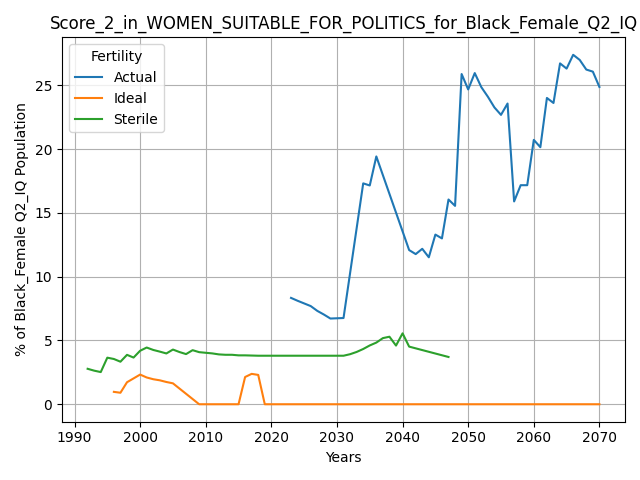 Score_2_in_WOMEN_SUITABLE_FOR_POLITICS_for_Black_Female_Q2_IQ
Fertility
Actual
Ideal
Sterile
% of Black_Female Q2_IQ Population
25
20
15
10
5
0
1990 2000 2010 2020 2030 2040 2050 2060 2070
Years